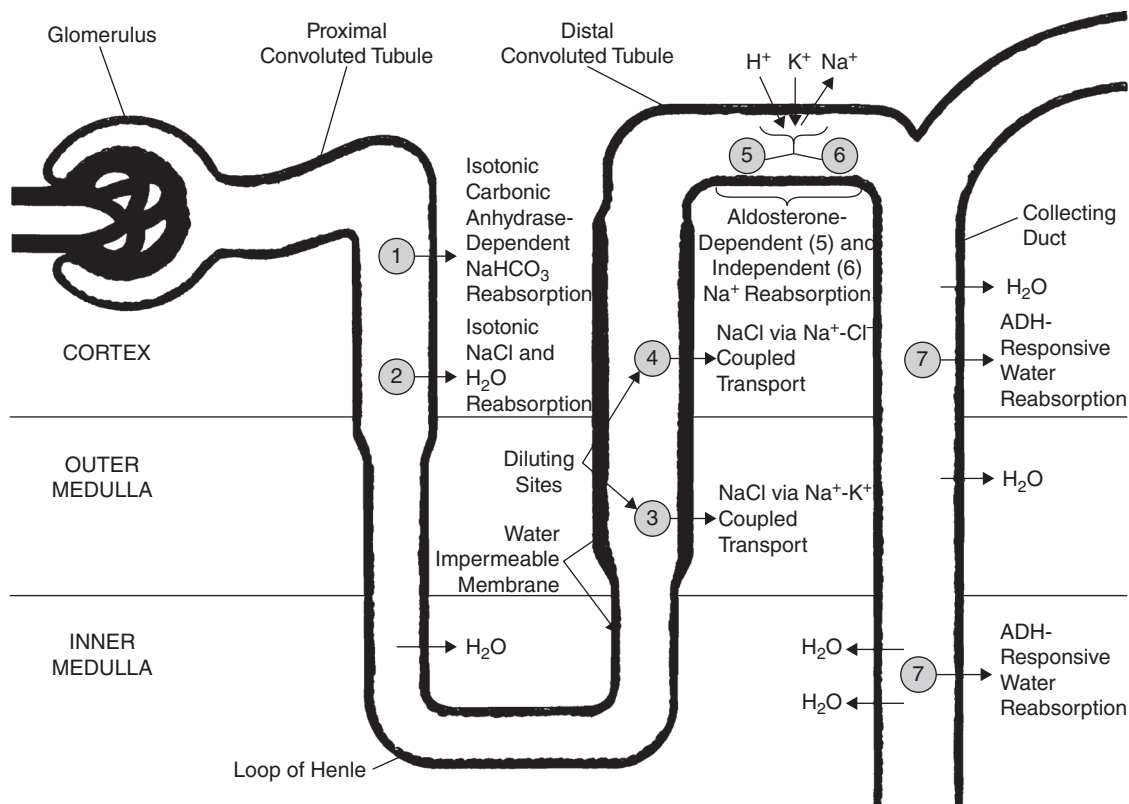 Glomerulus
Proximal
Convoluted Tubule
Distal
Convoluted Tubule
H⁺ K⁺ Na⁺
5 6
Isotonic
Carbonic
Anhydrase-
Dependent
NaHCO₃
Reabsorption
1
Aldosterone-
Dependent (5) and
Independent (6)
Na⁺ Reabsorption
Collecting
Duct
H₂O
CORTEX
Isotonic
NaCl and
H₂O
Reabsorption
2
4
NaCl via Na⁺-Cl⁻
Coupled
Transport
7
ADH-
Responsive
Water
Reabsorption
OUTER
MEDULLA
Diluting
Sites
3
NaCl via Na⁺-K⁺
Coupled
Transport
H₂O
Water
Impermeable
Membrane
INNER
MEDULLA
H₂O
H₂O
H₂O
7
ADH-
Responsive
Water
Reabsorption
Loop of Henle